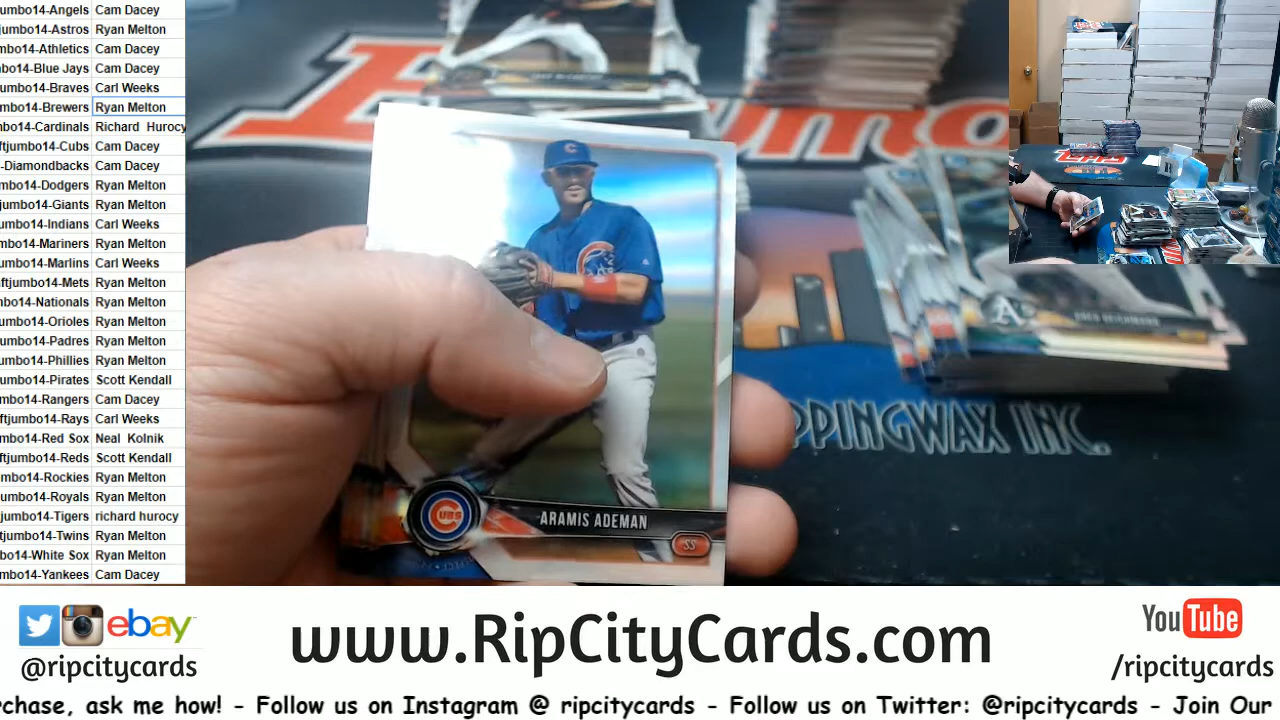 umbo14-Angels Cam Dacey
jumbo14-Astros Ryan Melton
mbo14-Athletics Cam Dacey
bo14-Blue Jays Cam Dacey
umbo14-Braves Carl Weeks
mbo14-Brewers Ryan Melton
nbo14-Cardinals Richard Hurocy
ftjumbo14-Cubs Cam Dacey
-Diamondbacks Cam Dacey
mbo14-Dodgers Ryan Melton
jumbo14-Giants Ryan Melton
umbo14-Indians Carl Weeks
mbo14-Mariners Ryan Melton
umbo14-Marlins Carl Weeks
aftjumbo14-Mets Ryan Melton
nbo14-Nationals Ryan Melton
umbo14-Orioles Ryan Melton
umbo14-Padres Ryan Melton
umbo14-Phillies Ryan Melton
umbo14-Pirates Scott Kendall
umbo14-Rangers Cam Dacey
ftjumbo14-Rays Carl Weeks
mbo14-Red Sox Neal Kolnik
ftjumbo14-Reds Scott Kendall
mbo14-Rockies Ryan Melton
umbo14-Royals Ryan Melton
jumbo14-Tigers richard hurocy
tjumbo14-Twins Ryan Melton
bo14-White Sox Ryan Melton
mbo14-Yankees Cam Dacey
CUBS
ARAMIS ADEMAN
SS
A's
PPINGWAX INC.
ebay
@ripcitycards
www.RipCityCards.com
YouTube
/ripcitycards
rchase, ask me how! - Follow us on Instagram @ ripcitycards - Follow us on Twitter: @ripcitycards - Join Our